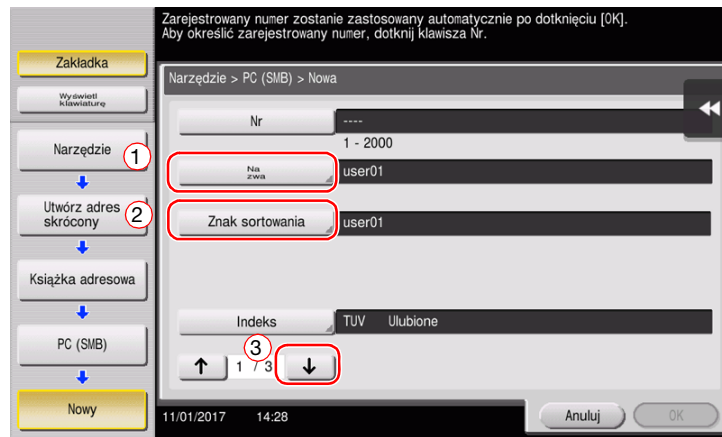 Zarejestrowany numer zostanie zastosowany automatycznie po dotknięciu [OK].
Aby określić zarejestrowany numer, dotknij klawisza Nr.
Zakładka
Wyświetl
klawiaturę
Narzędzie
1
Utwórz adres
skrócony
2
Książka adresowa
PC (SMB)
Nowy
Narzędzie > PC (SMB) > Nowa
Nr
----
1 - 2000
Na
zwa
user01
Znak sortowania
user01
Indeks
TUV Ulubione
3
↑ 1 / 3 ↓
11/01/2017 14:28
Anuluj
OK